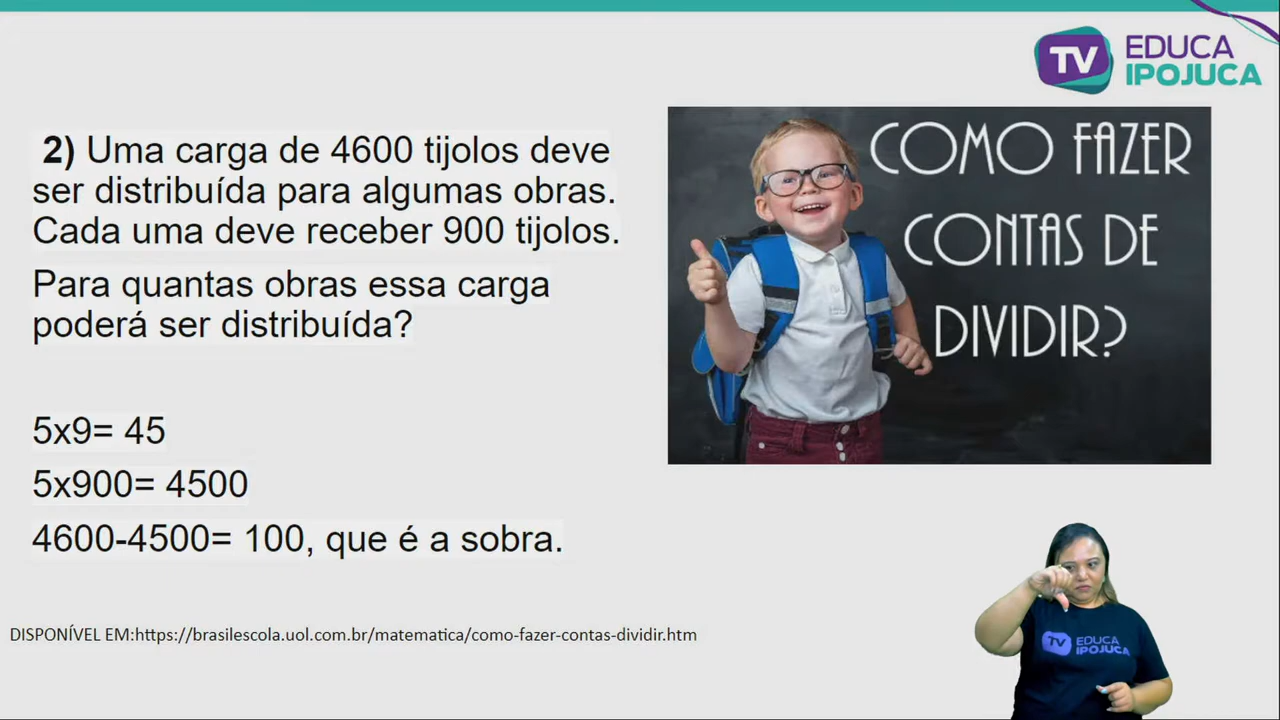 TV EDUCA
IPOJUCA
2) Uma carga de 4600 tijolos deve
ser distribuída para algumas obras.
Cada uma deve receber 900 tijolos.
Para quantas obras essa carga
poderá ser distribuída?
5x9= 45
5x900= 4500
4600-4500= 100, que é a sobra.
COMO FAZER
CONTAS DE
DIVIDIR?
DISPONÍVEL EM:https://brasilescola.uol.com.br/matematica/como-fazer-contas-dividir.htm
TV EDUCA
IPOJUCA